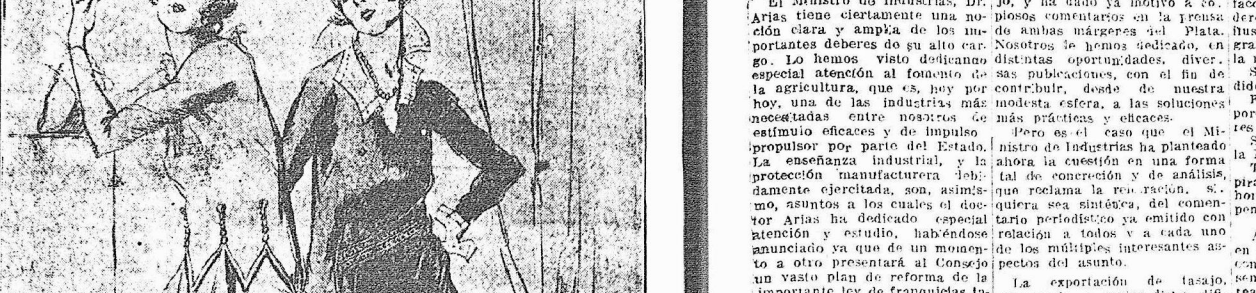 El Ministro de Industrias, Dr.
Arias tiene ciertamente una no-
ción clara y amplia de los im-
portantes deberes de su alto car-
go. Lo hemos visto dedicando
especial atención al fomento de
la agricultura, que es, hoy por
hoy, una de las industrias más
necesitadas entre nosotros de
estímulo eficaces y de impulso
propulsor por parte del Estado.
La enseñanza industrial, y la
protección manufacturera debi-
damente ejercitada, son, asimis-
mo, asuntos a los cuales el doc-
tor Arias ha dedicado especial
atención y estudio, habiéndose
anunciado ya que de un momen-
to a otro presentará al Consejo
un vasto plan de reforma de la
importante ley de franquicias in-
jo, y ha dado ya motivo a co-
piosos comentarios en la prensa
de ambas márgenes del Plata.
Nosotros le hemos dedicado, en
distintas oportunidades, diver-
sas publicaciones, con el fin de
contribuir, desde de nuestra
modesta esfera, a las soluciones
más prácticas y eficaces.
Pero es el caso que el Mi-
nistro de Industrias ha planteado
ahora la cuestión en una forma
tal de concreción y de análisis,
que reclama la reiteración, si-
quiera sea sintética, del comen-
tario periodístico ya emitido con
relación a todos y a cada uno
de los múltiples interesantes as-
pectos del asunto.
La exportación de tasajo,